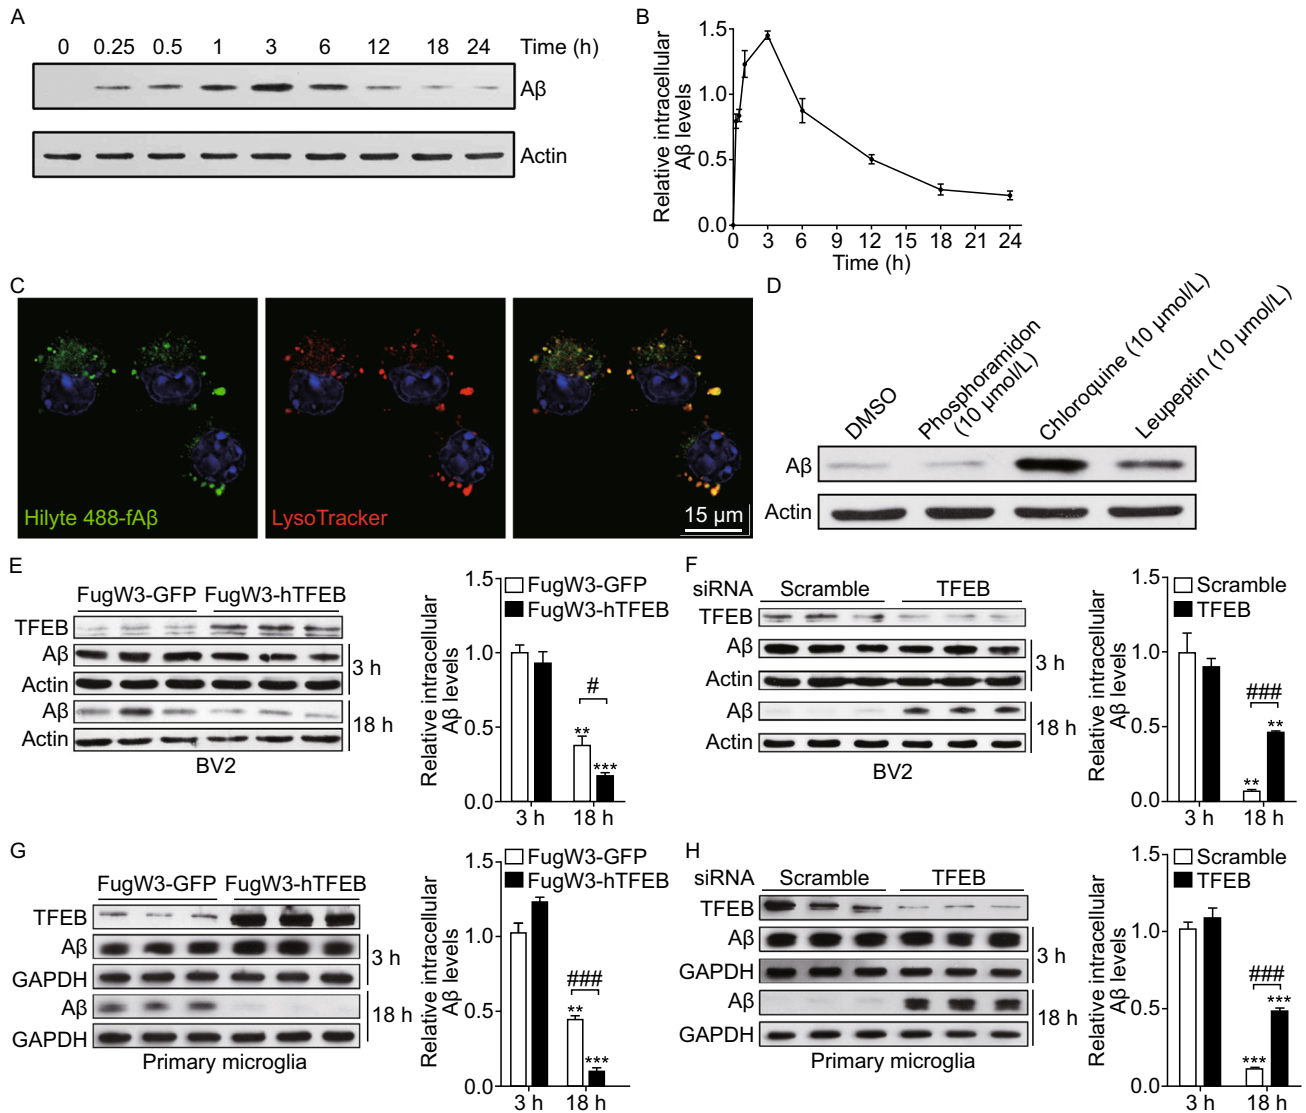 A
0 0.25 0.5 1 3 6 12 18 24 Time (h)
Aβ
Actin
B
Relative intracellular
Aβ levels
1.5
1.0
0.5
0.0
0 3 6 9 12 15 18 21 24
Time (h)
C
Hilyte 488-fAβ
LysoTracker
15 µm
D
DMSO
Phosphoramidon
(10 µmol/L)
Chloroquine (10 µmol/L)
Leupeptin (10 µmol/L)
Aβ
Actin
E
FugW3-GFP FugW3-hTFEB
TFEB
Aβ
3 h
Actin
Aβ
18 h
Actin
BV2
Relative intracellular
Aβ levels
1.5
1.0
0.5
0.0
FugW3-GFP
FugW3-hTFEB
#
**
***
3 h 18 h
F
siRNA Scramble TFEB
TFEB
Aβ
3 h
Actin
Aβ
18 h
Actin
BV2
Relative intracellular
Aβ levels
1.5
1.0
0.5
0.0
Scramble
TFEB
###
**
**
3 h 18 h
G
FugW3-GFP FugW3-hTFEB
TFEB
Aβ
3 h
GAPDH
Aβ
18 h
GAPDH
Primary microglia
Relative intracellular
Aβ levels
1.5
1.0
0.5
0.0
FugW3-GFP
FugW3-hTFEB
###
**
***
3 h 18 h
H
siRNA Scramble TFEB
TFEB
Aβ
3 h
GAPDH
Aβ
18 h
GAPDH
Primary microglia
Relative intracellular
Aβ levels
1.5
1.0
0.5
0.0
Scramble
TFEB
###
***
***
3 h 18 h